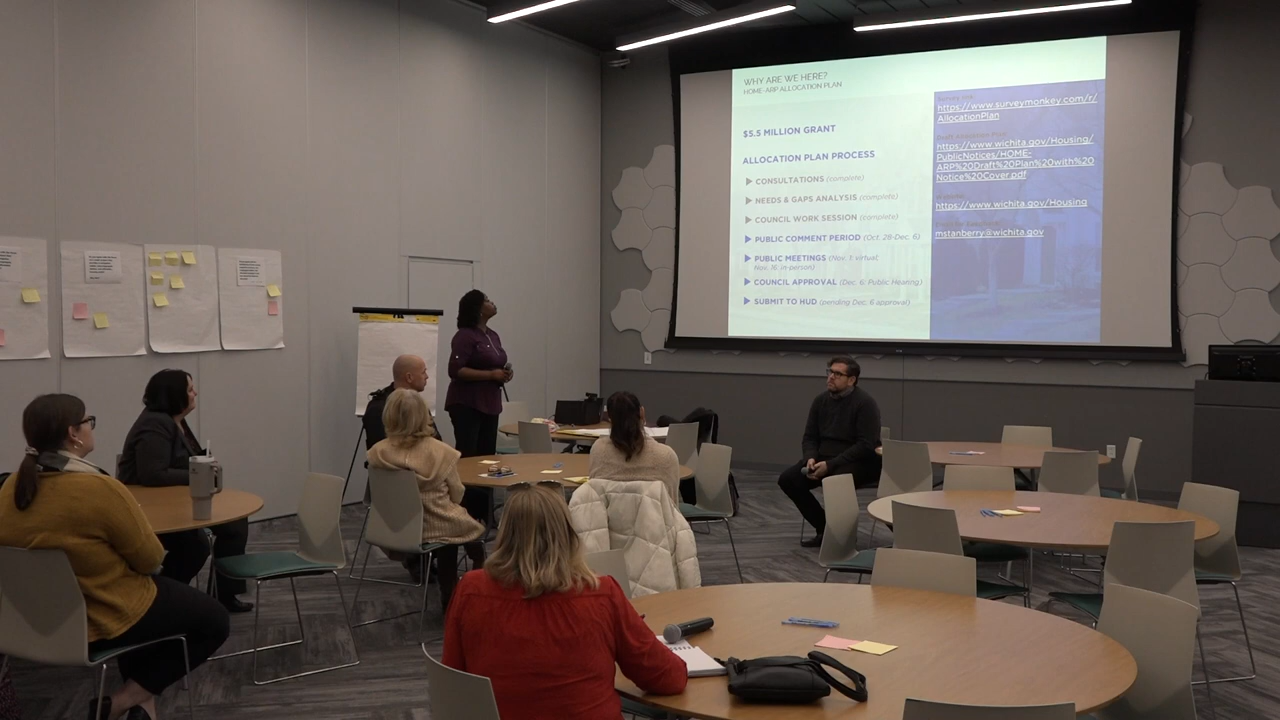 WHY ARE WE HERE?
HOME-ARP ALLOCATION PLAN
$5.5 MILLION GRANT
ALLOCATION PLAN PROCESS
CONSULTATIONS (complete)
NEEDS & GAPS ANALYSIS (complete)
COUNCIL WORK SESSION (complete)
PUBLIC COMMENT PERIOD (Oct. 28-Dec. 6)
PUBLIC MEETINGS (Nov. 1: virtual;
Nov. 16: in-person)
COUNCIL APPROVAL (Dec. 6: Public Hearing)
SUBMIT TO HUD (pending Dec. 6 approval)
https://www.surveymonkey.com/r/
AllocationPlan
https://www.wichita.gov/Housing/
PublicNotices/HOME-
ARP%20Draft%20Plan%20with%20
Notice%20Cover.pdf
https://www.wichita.gov/Housing
mstanberry@wichita.gov